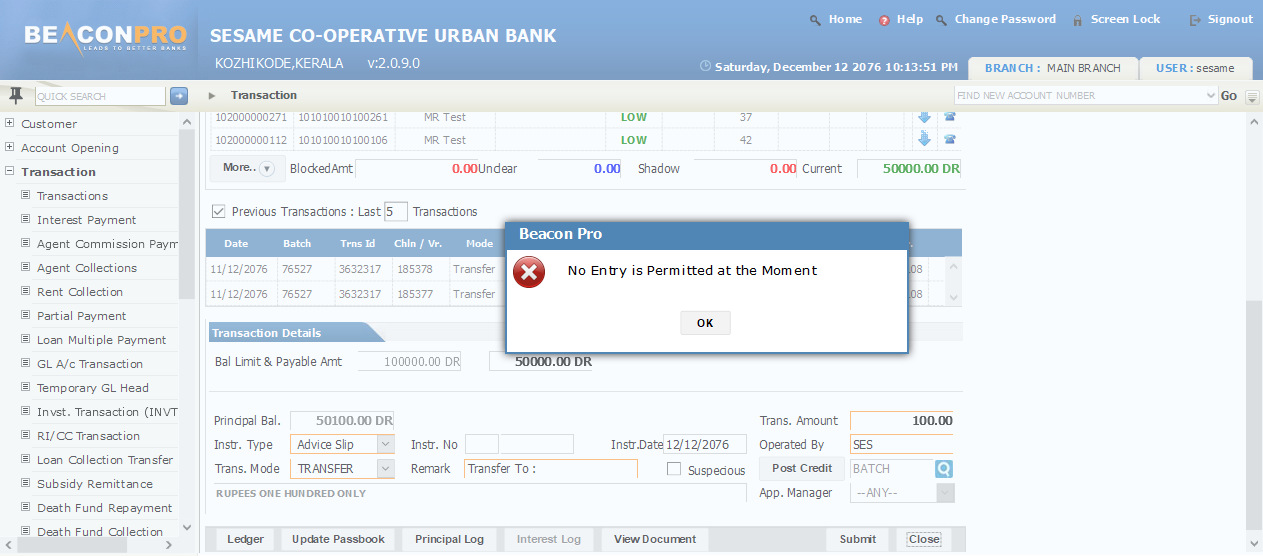 BEACONPRO
LEADS TO BETTER BANKS
SESAME CO-OPERATIVE URBAN BANK
KOZHIKODE,KERALA v:2.0.9.0
Home Help Change Password Screen Lock Signout
Saturday, December 12 2076 10:13:51 PM
BRANCH : MAIN BRANCH
USER : sesame
QUICK SEARCH
Transaction
FIND NEW ACCOUNT NUMBER
Go
Customer
Account Opening
Transaction
Transactions
Interest Payment
Agent Commission Paym
Agent Collections
Rent Collection
Partial Payment
Loan Multiple Payment
GL A/c Transaction
Temporary GL Head
Invst. Transaction (INVT
RI/CC Transaction
Loan Collection Transfer
Subsidy Remittance
Death Fund Repayment
Death Fund Collection
102000000271 101010010100261 MR Test LOW 37
102000000112 101010010100106 MR Test LOW 42
More.. BlockedAmt 0.00 Unclear 0.00 Shadow 0.00 Current 50000.00 DR
Previous Transactions : Last 5 Transactions
Date Batch Trns Id Chln / Vr. Mode
11/12/2076 76527 3632317 185378 Transfer .08
11/12/2076 76527 3632317 185377 Transfer .08
Beacon Pro
No Entry is Permitted at the Moment
OK
Transaction Details
Bal Limit & Payable Amt 100000.00 DR 50000.00 DR
Principal Bal. 50100.00 DR Trans. Amount 100.00
Instr. Type Advice Slip Instr. No Instr.Date 12/12/2076 Operated By SES
Trans. Mode TRANSFER Remark Transfer To : Suspecious Post Credit BATCH
RUPEES ONE HUNDRED ONLY App. Manager --ANY--
Ledger Update Passbook Principal Log Interest Log View Document Submit Close